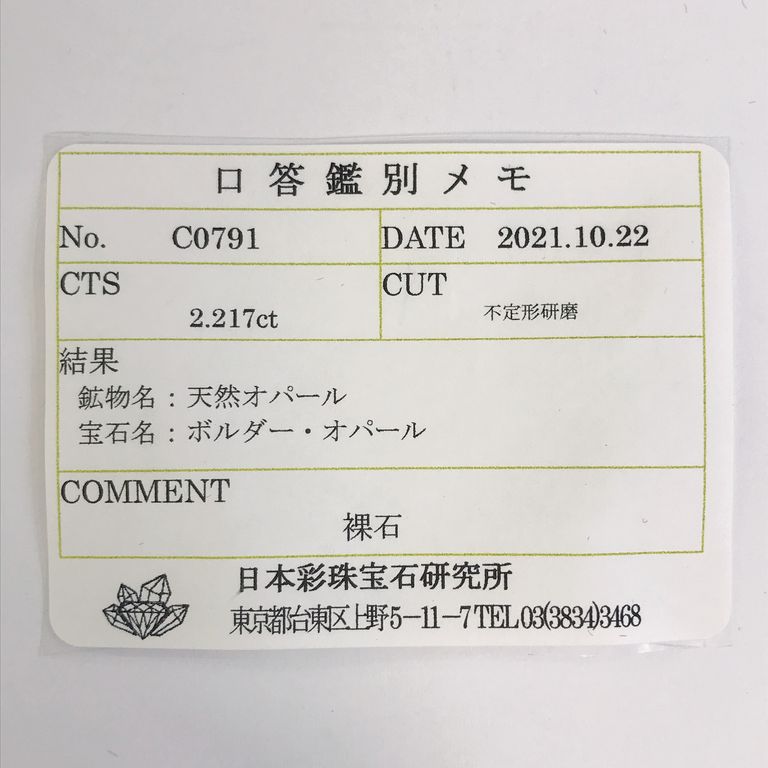 口答鑑別メモ
No. C0791
DATE 2021.10.22
CTS
2.217ct
CUT
不定形研磨
結果
鉱物名：天然オパール
宝石名：ボルダー・オパール
COMMENT
裸石
日本彩珠宝石研究所
東京都台東区上野5−11−7 TEL 03(3834)3468